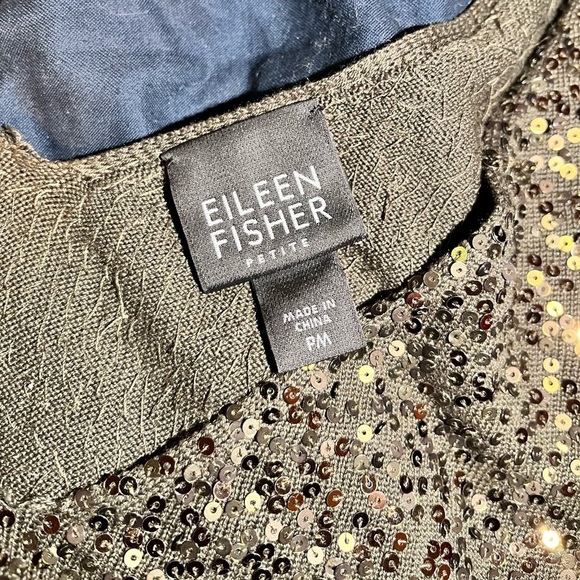 EILEEN
FISHER
PETITE
MADE IN
CHINA
PM